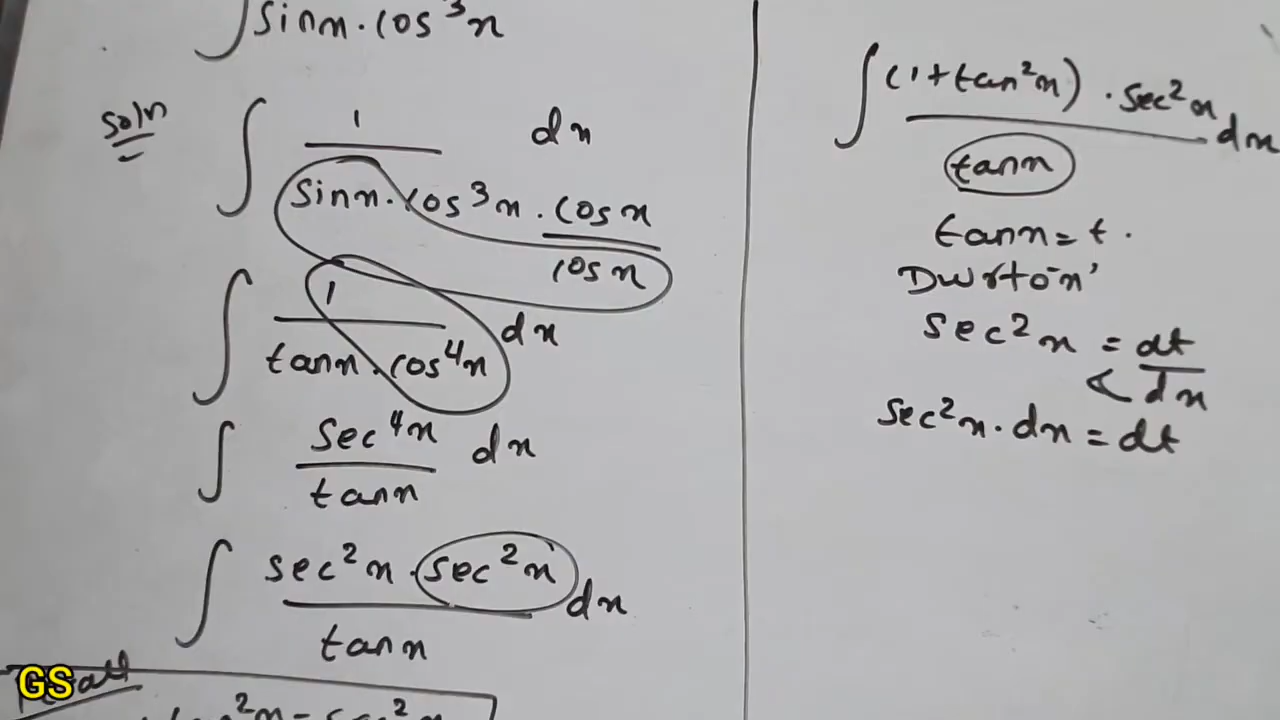 ∫sinx·cos³x
Soln
∫ 1 / (sinx·cos³x · cosx/cosx) dx
∫ 1 / (tanx·cos⁴x) dx
∫ sec⁴x / tanx dx
∫ sec²x·sec²x / tanx dx
GS
∫ (1+tan²x)·sec²x / tanx dx
tanx=t.
Dwrto-x'
sec²x = dt/dx
sec²x·dx=dt